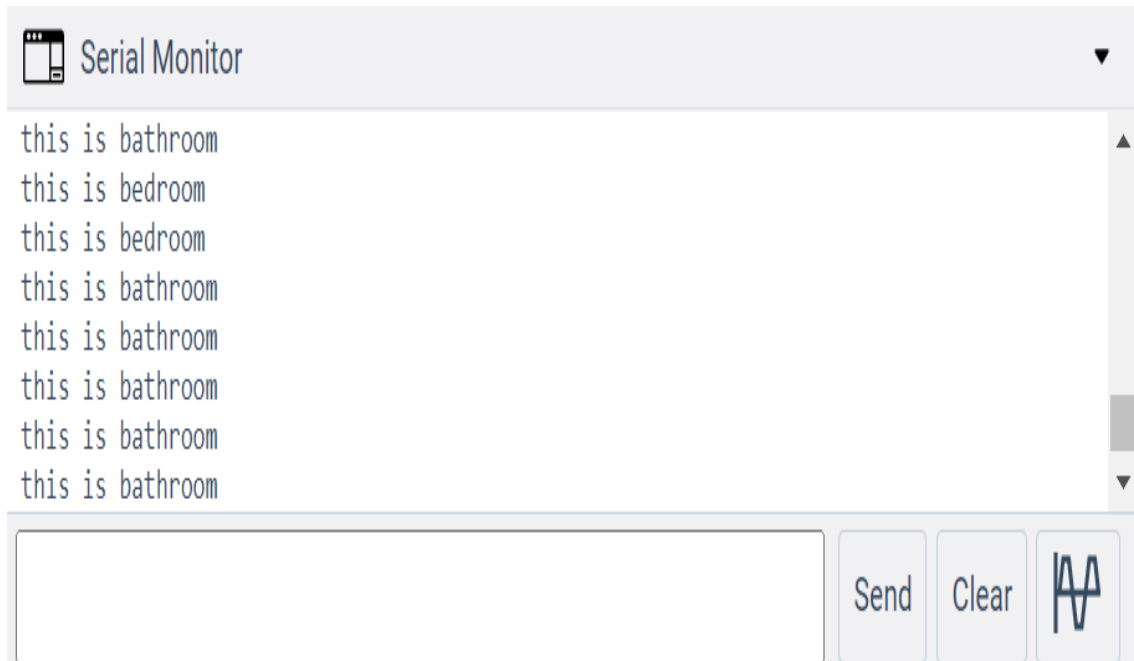 Serial Monitor
this is bathroom
this is bedroom
this is bedroom
this is bathroom
this is bathroom
this is bathroom
this is bathroom
this is bathroom
Send
Clear